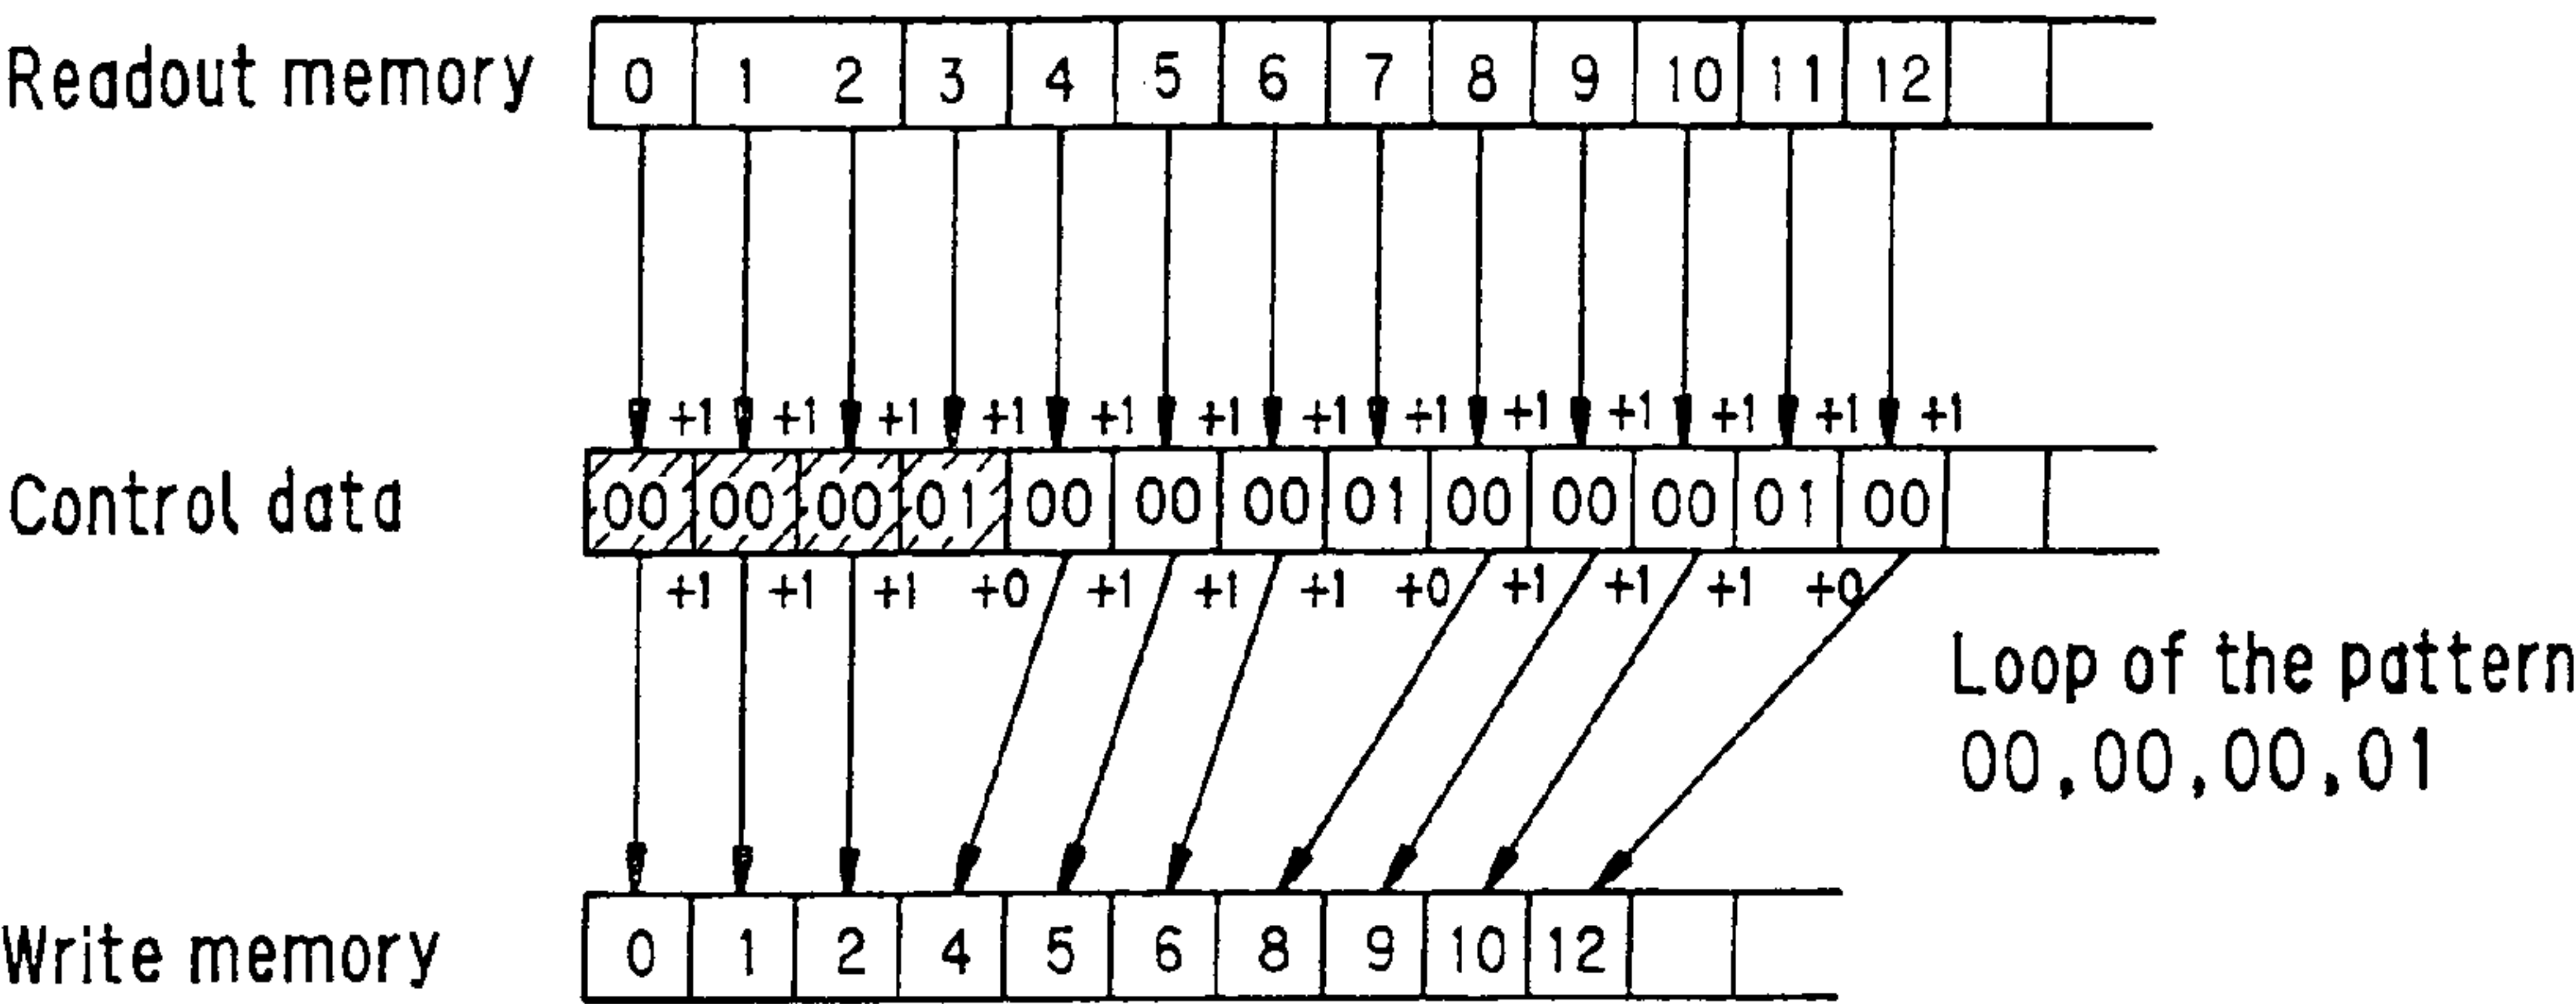 Readout memory 0 1 2 3 4 5 6 7 8 9 10 11 12
+1 +1 +1 +1 +1 +1 +1 +1 +1 +1 +1 +1 +1
Control data 00 00 00 01 00 00 00 01 00 00 00 01 00
+1 +1 +1 +0 +1 +1 +1 +0 +1 +1 +1 +0
Loop of the pattern
00,00,00,01
Write memory 0 1 2 4 5 6 8 9 10 12